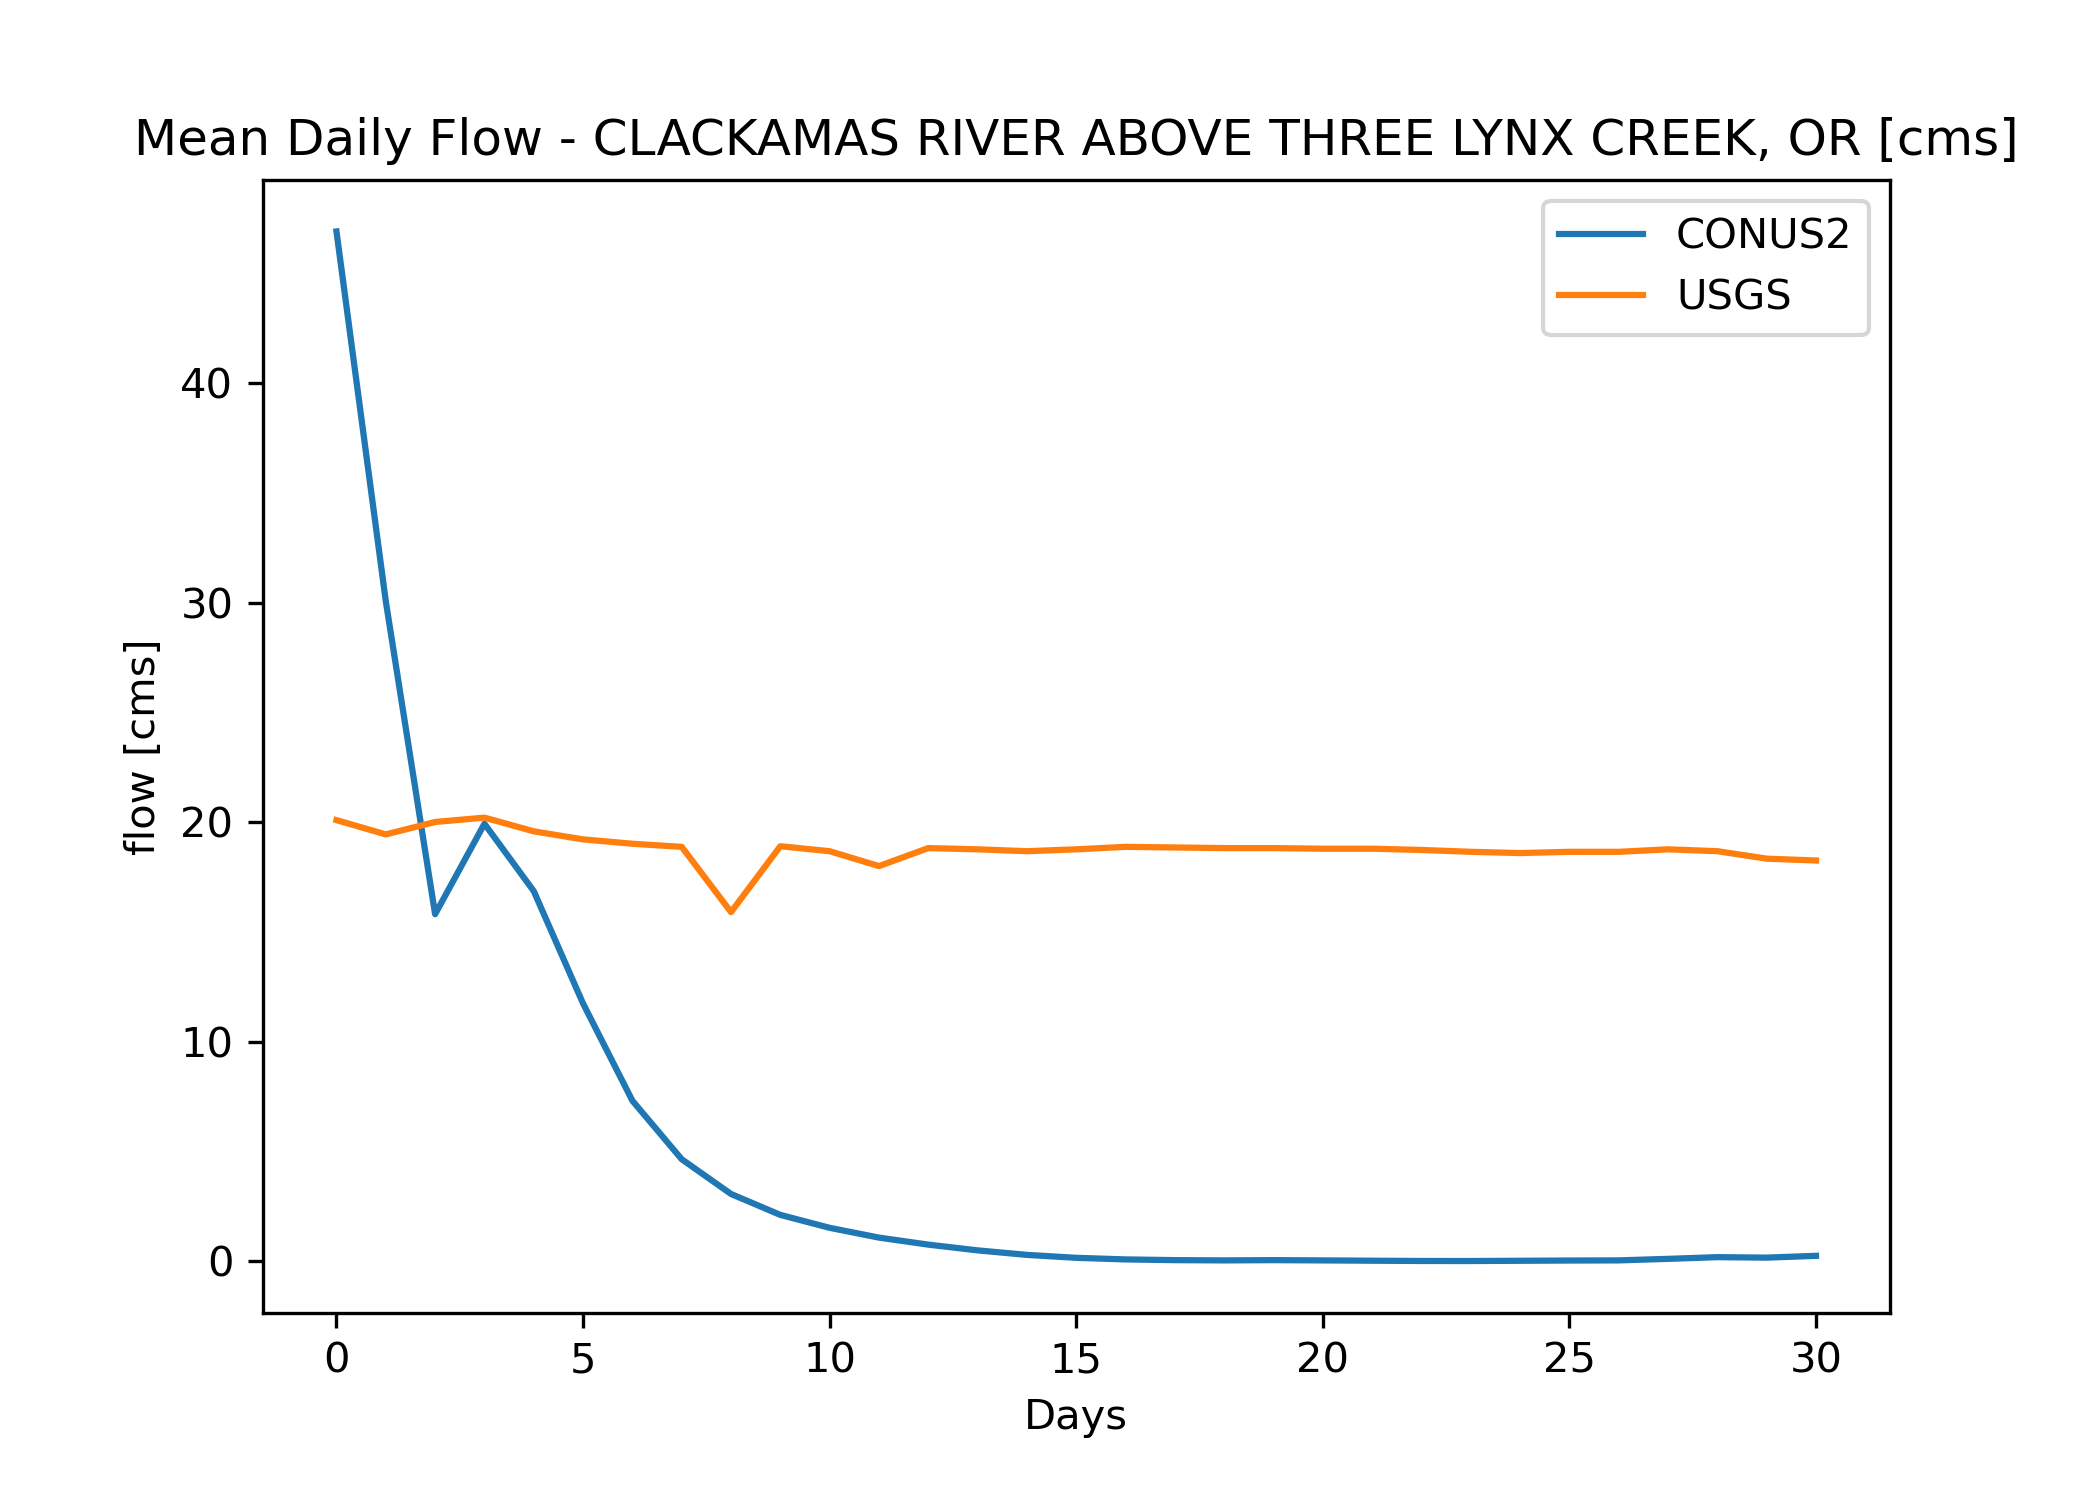 Mean Daily Flow - CLACKAMAS RIVER ABOVE THREE LYNX CREEK, OR [cms]
CONUS2
USGS
40
30
20
10
0
flow [cms]
0 5 10 15 20 25 30
Days